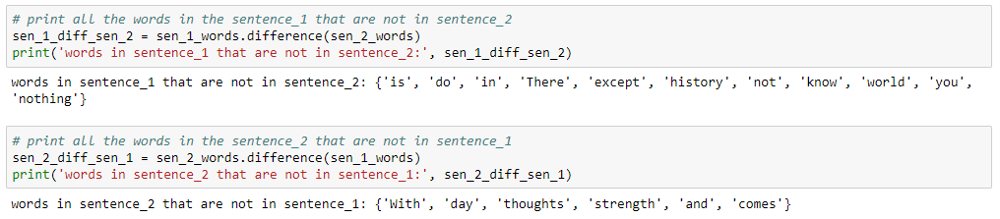 # print all the words in the sentence_1 that are not in sentence_2
sen_1_diff_sen_2 = sen_1_words.difference(sen_2_words)
print('words in sentence_1 that are not in sentence_2:', sen_1_diff_sen_2)
words in sentence_1 that are not in sentence_2: {'is', 'do', 'in', 'There', 'except', 'history', 'not', 'know', 'world', 'you',
'nothing'}
# print all the words in the sentence_2 that are not in sentence_1
sen_2_diff_sen_1 = sen_2_words.difference(sen_1_words)
print('words in sentence_2 that are not in sentence_1:', sen_2_diff_sen_1)
words in sentence_2 that are not in sentence_1: {'With', 'day', 'thoughts', 'strength', 'and', 'comes'}